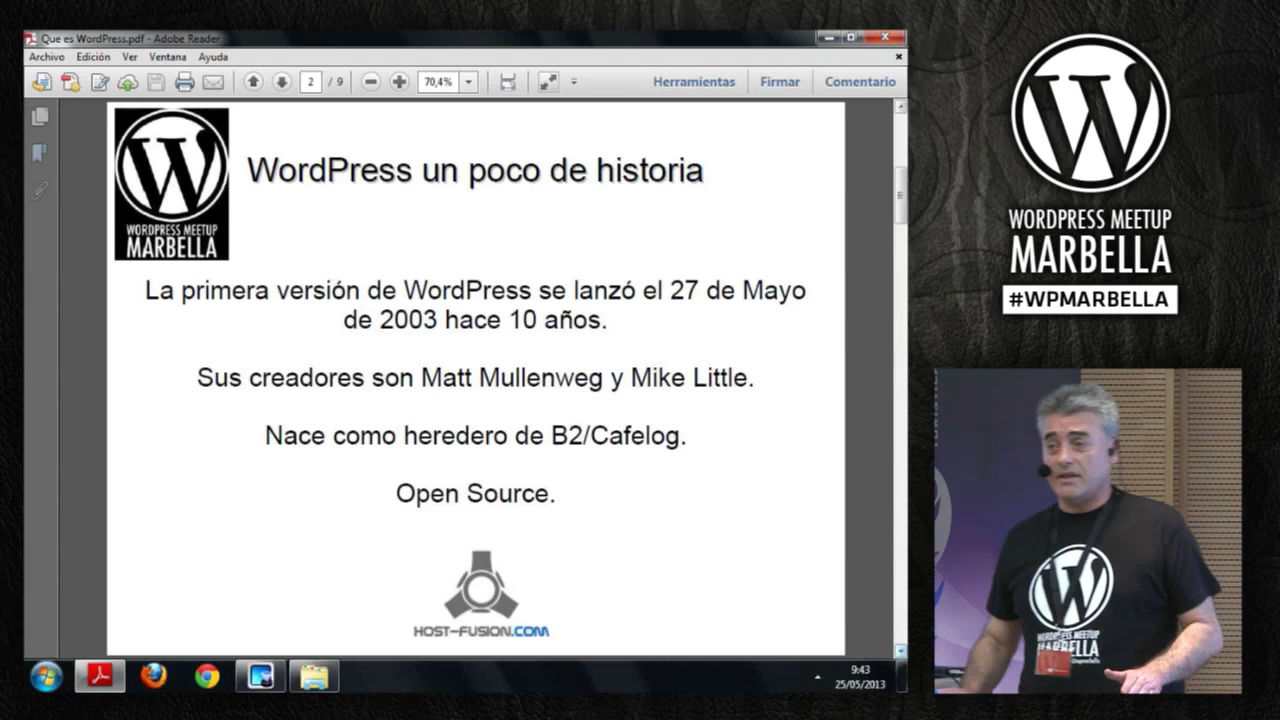 Que es WordPress.pdf - Adobe Reader
Archivo Edición Ver Ventana Ayuda
2 / 9 70,4% Herramientas Firmar Comentario
WORDPRESS MEETUP
MARBELLA
WordPress un poco de historia
La primera versión de WordPress se lanzó el 27 de Mayo
de 2003 hace 10 años.
Sus creadores son Matt Mullenweg y Mike Little.
Nace como heredero de B2/Cafelog.
Open Source.
HOST-FUSION.COM
9:43
25/05/2013
WORDPRESS MEETUP
MARBELLA
#WPMARBELLA
WORDPRESS MEETUP
MARBELLA